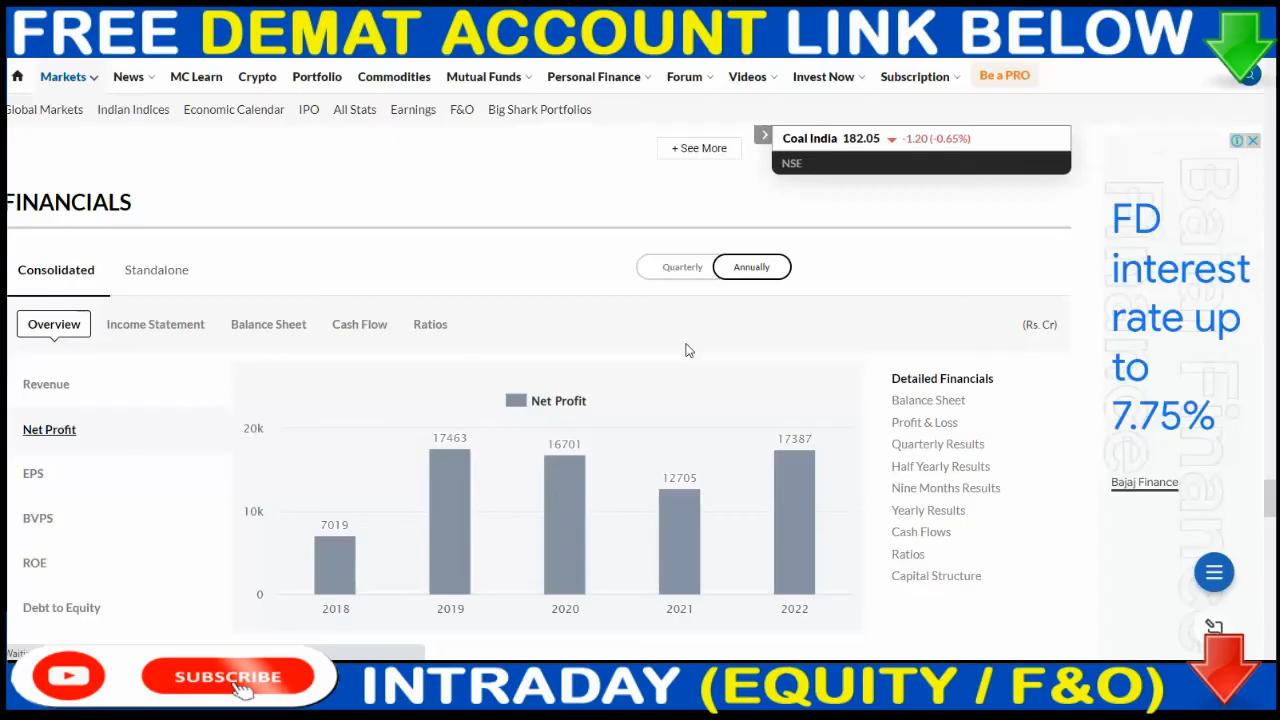 FREE DEMAT ACCOUNT LINK BELOW
Markets News MC Learn Crypto Portfolio Commodities Mutual Funds Personal Finance Forum Videos Invest Now Subscription Be a PRO
Global Markets Indian Indices Economic Calendar IPO All Stats Earnings F&O Big Shark Portfolios
+ See More
Coal India 182.05 -1.20 (-0.65%)
NSE
FINANCIALS
Consolidated Standalone
Quarterly Annually
Overview Income Statement Balance Sheet Cash Flow Ratios (Rs. Cr)
Revenue
Net Profit
EPS
BVPS
ROE
Debt to Equity
Net Profit
20k
10k
0
7019
17463
16701
12705
17387
2018 2019 2020 2021 2022
Detailed Financials
Balance Sheet
Profit & Loss
Quarterly Results
Half Yearly Results
Nine Months Results
Yearly Results
Cash Flows
Ratios
Capital Structure
FD
interest
rate up
to
7.75%
Bajaj Finance
SUBSCRIBE
INTRADAY (EQUITY / F&O)